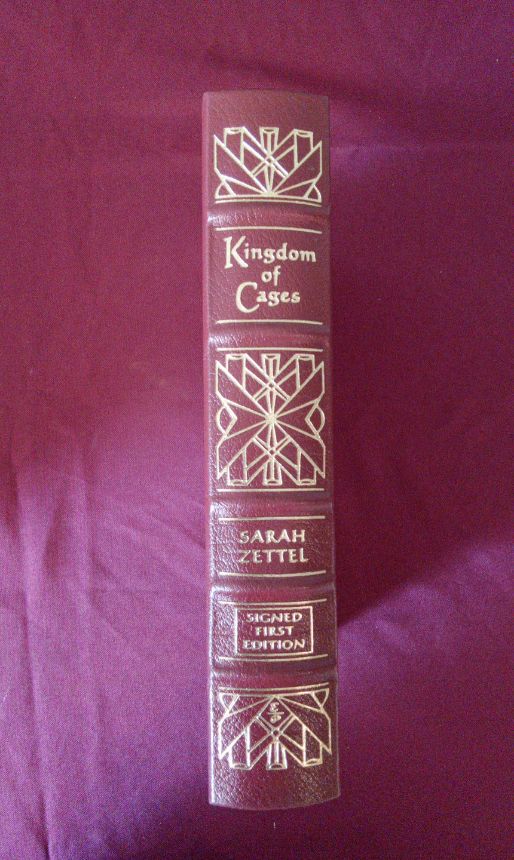 Kingdom
of
Cages
SARAH
ZETTEL
SIGNED
FIRST
EDITION